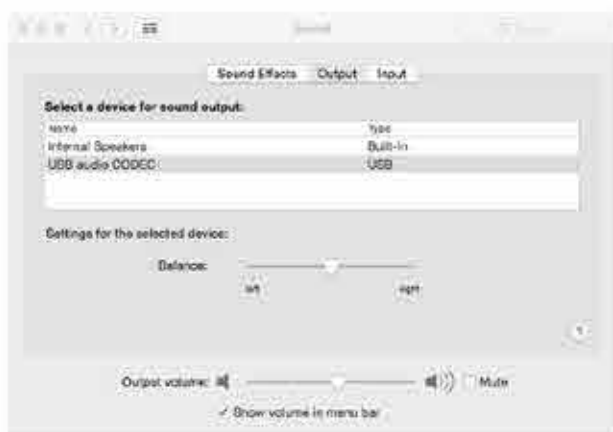 Sound Effects Output Input
Select a device for sound output:
Name Type
Internal Speakers Built-in
USB audio CODEC USB
Settings for the selected device:
Balance:
left right
?
Output volume: Mute
✓ Show volume in menu bar